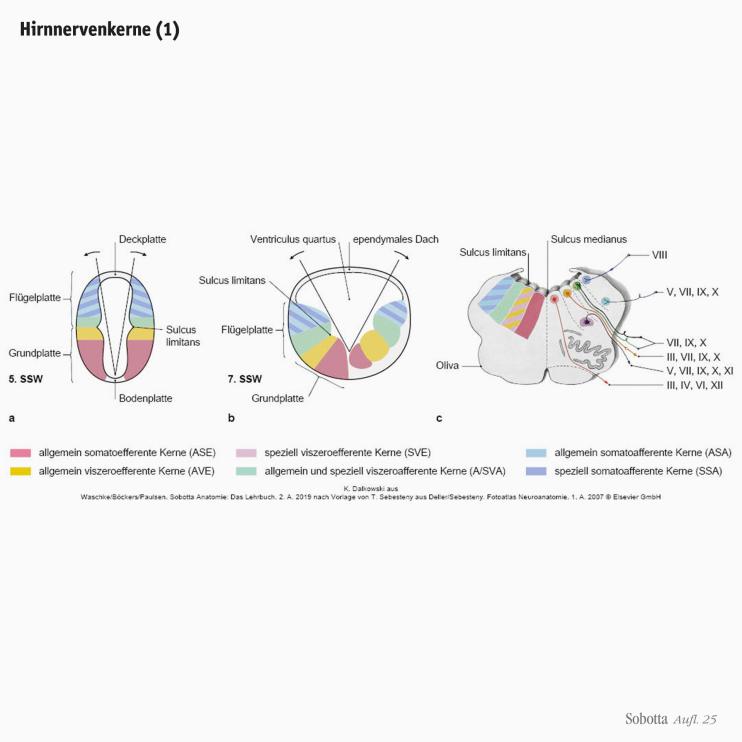 Hirnnervenkerne (1)
Deckplatte
Flügelplatte
Sulcus
limitans
Grundplatte
5. SSW
Bodenplatte
a
Ventriculus quartus
ependymales Dach
Sulcus limitans
Flügelplatte
7. SSW
Grundplatte
b
Sulcus medianus
Sulcus limitans
VIII
V, VII, IX, X
VII, IX, X
III, VII, IX, X
V, VII, IX, X, XI
III, IV, VI, XII
Oliva
c
allgemein somatoefferente Kerne (ASE)
speziell viszeroefferente Kerne (SVE)
allgemein somatoafferente Kerne (ASA)
allgemein viszeroefferente Kerne (AVE)
allgemein und speziell viszeroafferente Kerne (A/SVA)
speziell somatoafferente Kerne (SSA)
K. Dalkowski aus
Waschke/Böckers/Paulsen, Sobotta Anatomie: Das Lehrbuch, 2. A. 2019 nach Vorlage von T. Sebesteny aus Deller/Sebesteny. Fotoatlas Neuroanatomie, 1. A. 2007 © Elsevier GmbH
Sobotta Aufl. 25